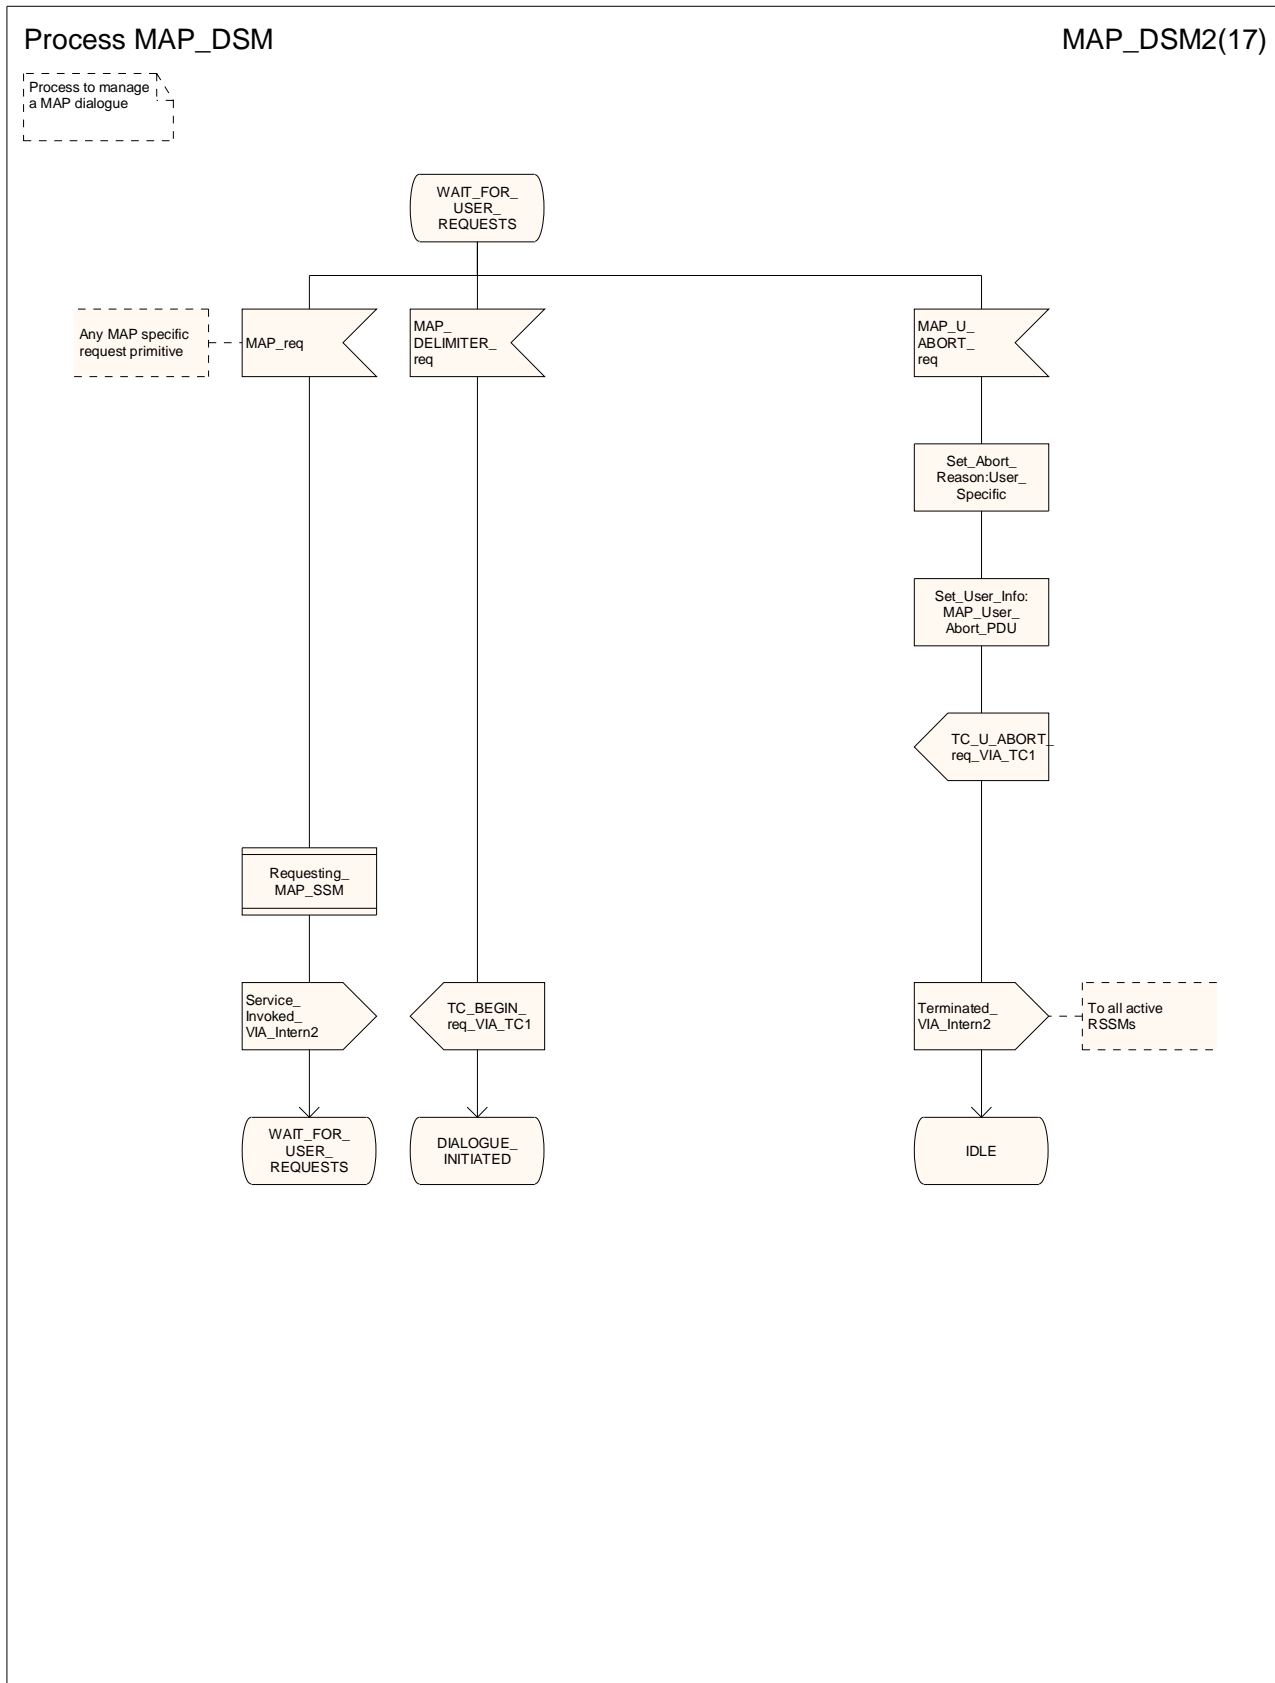 Process MAP_DSM
MAP_DSM2(17)
Process to manage
a MAP dialogue
WAIT_FOR_
USER_
REQUESTS
Any MAP specific
request primitive
MAP_req
MAP_
DELIMITER_
req
MAP_U_
ABORT_
req
Set_Abort_
Reason:User_
Specific
Set_User_Info:
MAP_User_
Abort_PDU
TC_U_ABORT_
req_VIA_TC1
Requesting_
MAP_SSM
Service_
Invoked_
VIA_Intern2
TC_BEGIN_
req_VIA_TC1
Terminated_
VIA_Intern2
To all active
RSSMs
WAIT_FOR_
USER_
REQUESTS
DIALOGUE_
INITIATED
IDLE